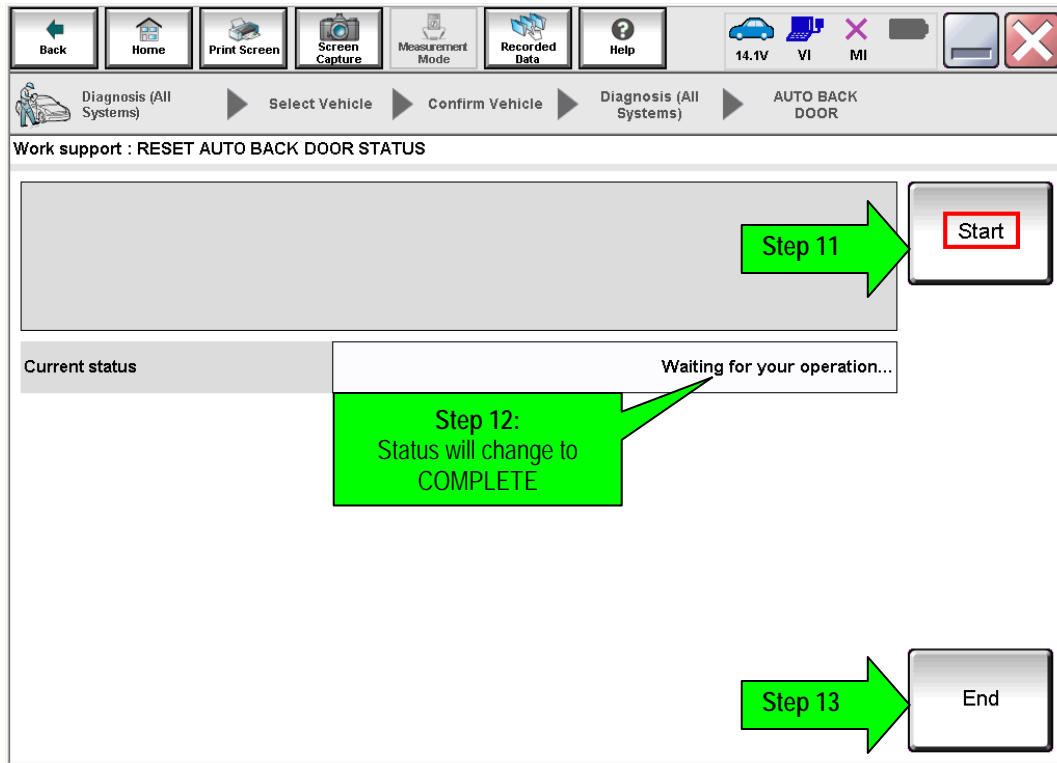 Back
Home
Print Screen
Screen
Capture
Measurement
Mode
Recorded
Data
Help
14.1V
VI
MI
Diagnosis (All
Systems)
Select Vehicle
Confirm Vehicle
Diagnosis (All
Systems)
AUTO BACK
DOOR
Work support : RESET AUTO BACK DOOR STATUS
Step 11
Start
Current status
Waiting for your operation...
Step 12:
Status will change to
COMPLETE
Step 13
End